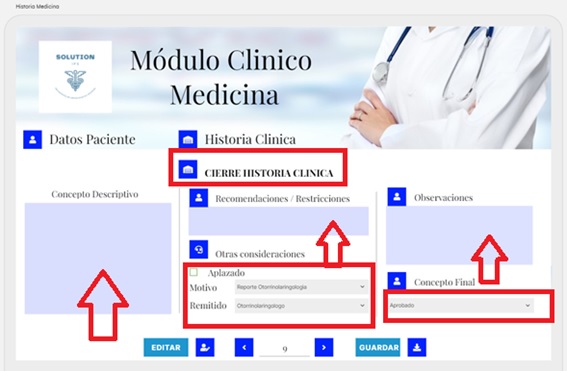 Historia Medicina
SOLUTION
Módulo Clinico
Medicina
Datos Paciente
Historia Clinica
CIERRE HISTORIA CLINICA
Concepto Descriptivo
Recomendaciones / Restricciones
Observaciones
Otras consideraciones
Aplazado
Motivo
Reporte Otorrinolaringologia
Remitido
Otorrinolaringologo
Concepto Final
Aprobado
EDITAR
9
GUARDAR